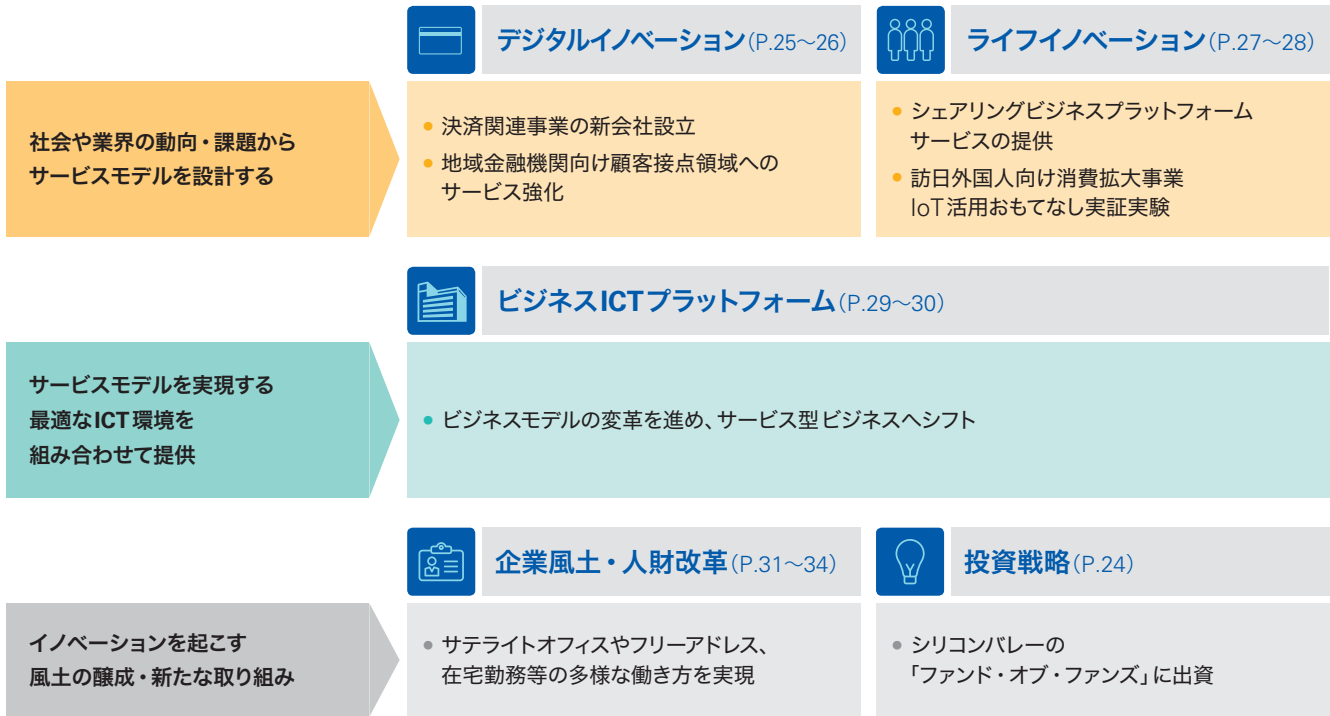 デジタルイノベーション(P.25〜26)
ライフイノベーション(P.27〜28)
社会や業界の動向・課題から
サービスモデルを設計する
• 決済関連事業の新会社設立
• 地域金融機関向け顧客接点領域への
サービス強化
• シェアリングビジネスプラットフォーム
サービスの提供
• 訪日外国人向け消費拡大事業
IoT活用おもてなし実証実験
ビジネスICTプラットフォーム(P.29〜30)
サービスモデルを実現する
最適なICT環境を
組み合わせて提供
• ビジネスモデルの変革を進め、サービス型ビジネスへシフト
企業風土・人財改革(P.31〜34)
投資戦略(P.24)
イノベーションを起こす
風土の醸成・新たな取り組み
• サテライトオフィスやフリーアドレス、
在宅勤務等の多様な働き方を実現
• シリコンバレーの
「ファンド・オブ・ファンズ」に出資